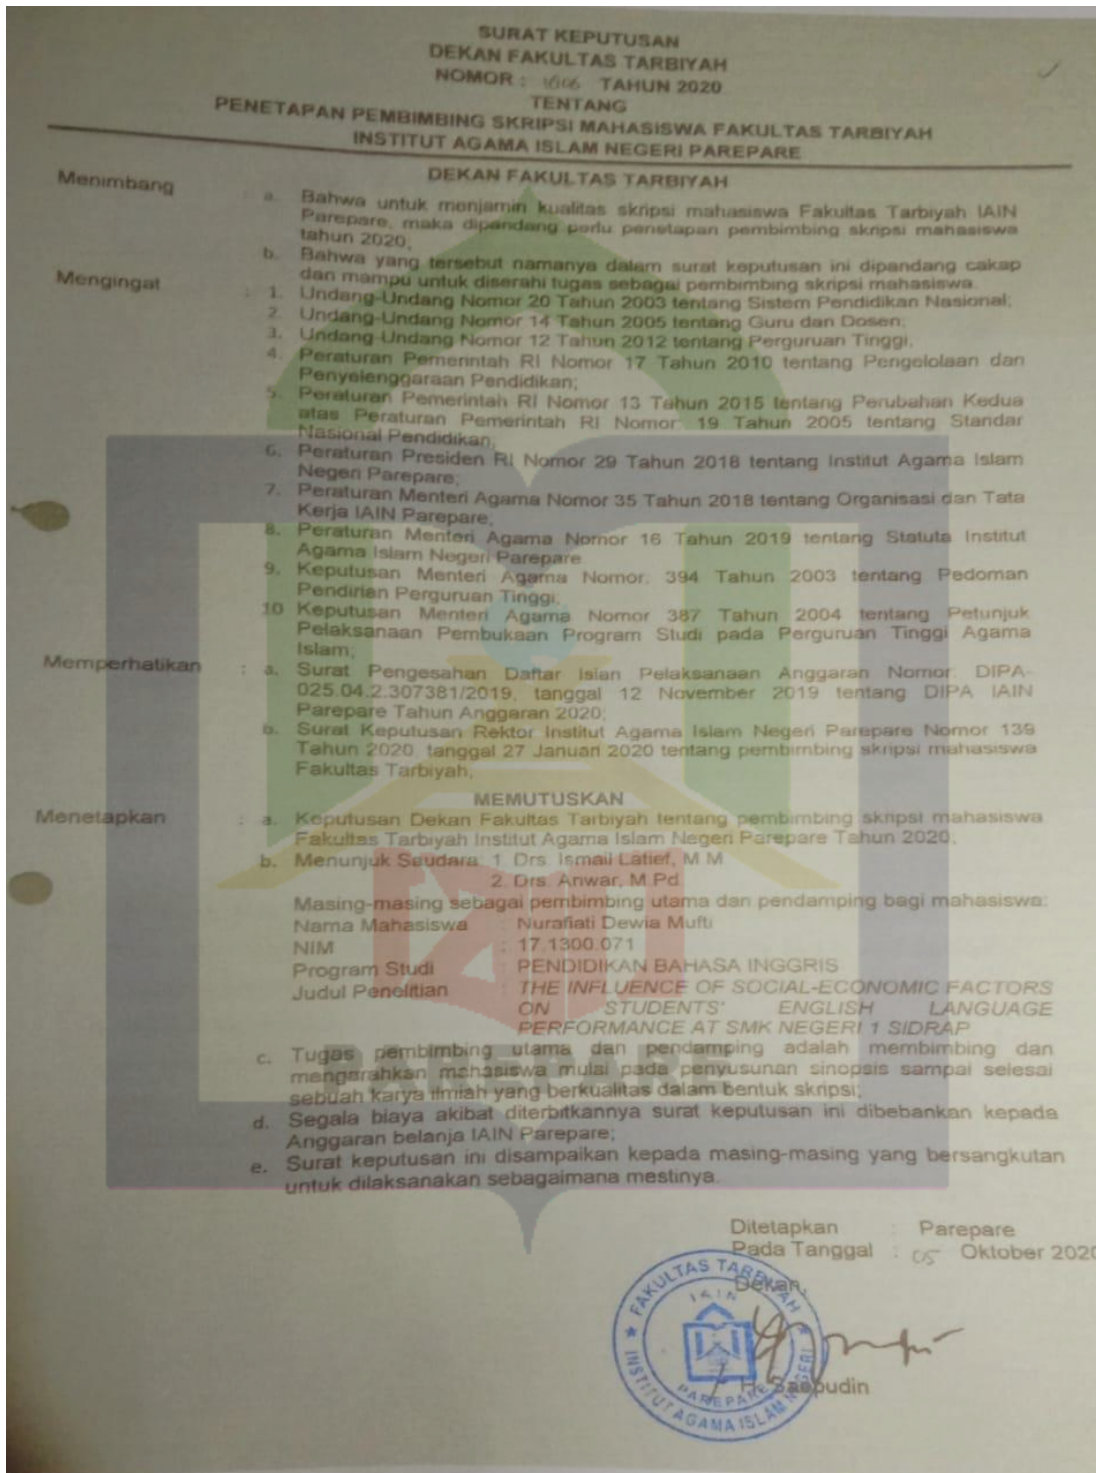 SURAT KEPUTUSAN
DEKAN FAKULTAS TARBIYAH
NOMOR : TAHUN 2020
TENTANG
PENETAPAN PEMBIMBING SKRIPSI MAHASISWA FAKULTAS TARBIYAH
INSTITUT AGAMA ISLAM NEGERI PAREPARE
DEKAN FAKULTAS TARBIYAH
Menimbang : a. Bahwa untuk menjamin kualitas skripsi mahasiswa Fakultas Tarbiyah IAIN
Parepare, maka dipandang perlu penetapan pembimbing skripsi mahasiswa
tahun 2020;
b. Bahwa yang tersebut namanya dalam surat keputusan ini dipandang cakap
dan mampu untuk diserahi tugas sebagai pembimbing skripsi mahasiswa.
Mengingat : 1. Undang-Undang Nomor 20 Tahun 2003 tentang Sistem Pendidikan Nasional;
2. Undang-Undang Nomor 14 Tahun 2005 tentang Guru dan Dosen;
3. Undang-Undang Nomor 12 Tahun 2012 tentang Perguruan Tinggi;
4. Peraturan Pemerintah RI Nomor 17 Tahun 2010 tentang Pengelolaan dan
Penyelenggaraan Pendidikan;
5. Peraturan Pemerintah RI Nomor 13 Tahun 2015 tentang Perubahan Kedua
atas Peraturan Pemerintah RI Nomor 19 Tahun 2005 tentang Standar
Nasional Pendidikan;
6. Peraturan Presiden RI Nomor 29 Tahun 2018 tentang Institut Agama Islam
Negeri Parepare;
7. Peraturan Menteri Agama Nomor 35 Tahun 2018 tentang Organisasi dan Tata
Kerja IAIN Parepare;
8. Peraturan Menteri Agama Nomor 16 Tahun 2019 tentang Statuta Institut
Agama Islam Negeri Parepare.
9. Keputusan Menteri Agama Nomor: 394 Tahun 2003 tentang Pedoman
Pendirian Perguruan Tinggi;
10 Keputusan Menteri Agama Nomor 387 Tahun 2004 tentang Petunjuk
Pelaksanaan Pembukaan Program Studi pada Perguruan Tinggi Agama
Islam;
Memperhatikan : a. Surat Pengesahan Daftar Isian Pelaksanaan Anggaran Nomor: DIPA-
025.04.2.307381/2019, tanggal 12 November 2019 tentang DIPA IAIN
Parepare Tahun Anggaran 2020;
b. Surat Keputusan Rektor Institut Agama Islam Negeri Parepare Nomor 139
Tahun 2020, tanggal 27 Januari 2020 tentang pembimbing skripsi mahasiswa
Fakultas Tarbiyah;
MEMUTUSKAN
Menetapkan : a. Keputusan Dekan Fakultas Tarbiyah tentang pembimbing skripsi mahasiswa
Fakultas Tarbiyah Institut Agama Islam Negeri Parepare Tahun 2020;
b. Menunjuk Saudara: 1. Drs. Ismail Latief, M.M
2. Drs. Anwar, M.Pd
Masing-masing sebagai pembimbing utama dan pendamping bagi mahasiswa:
Nama Mahasiswa : Nurafiati Dewia Mufti
NIM : 17.1300.071
Program Studi : PENDIDIKAN BAHASA INGGRIS
Judul Penelitian : THE INFLUENCE OF SOCIAL-ECONOMIC FACTORS
ON STUDENTS' ENGLISH LANGUAGE
PERFORMANCE AT SMK NEGERI 1 SIDRAP
c. Tugas pembimbing utama dan pendamping adalah membimbing dan
mengarahkan mahasiswa mulai pada penyusunan sinopsis sampai selesai
sebuah karya ilmiah yang berkualitas dalam bentuk skripsi;
d. Segala biaya akibat diterbitkannya surat keputusan ini dibebankan kepada
Anggaran belanja IAIN Parepare;
e. Surat keputusan ini disampaikan kepada masing-masing yang bersangkutan
untuk dilaksanakan sebagaimana mestinya.
PAREPARE
Ditetapkan : Parepare
Pada Tanggal : 05 Oktober 2020
Dekan,
FAKULTAS TARBIYAH
IAIN
PAREPARE
INSTITUT AGAMA ISLAM NEGERI
H. Saepudin